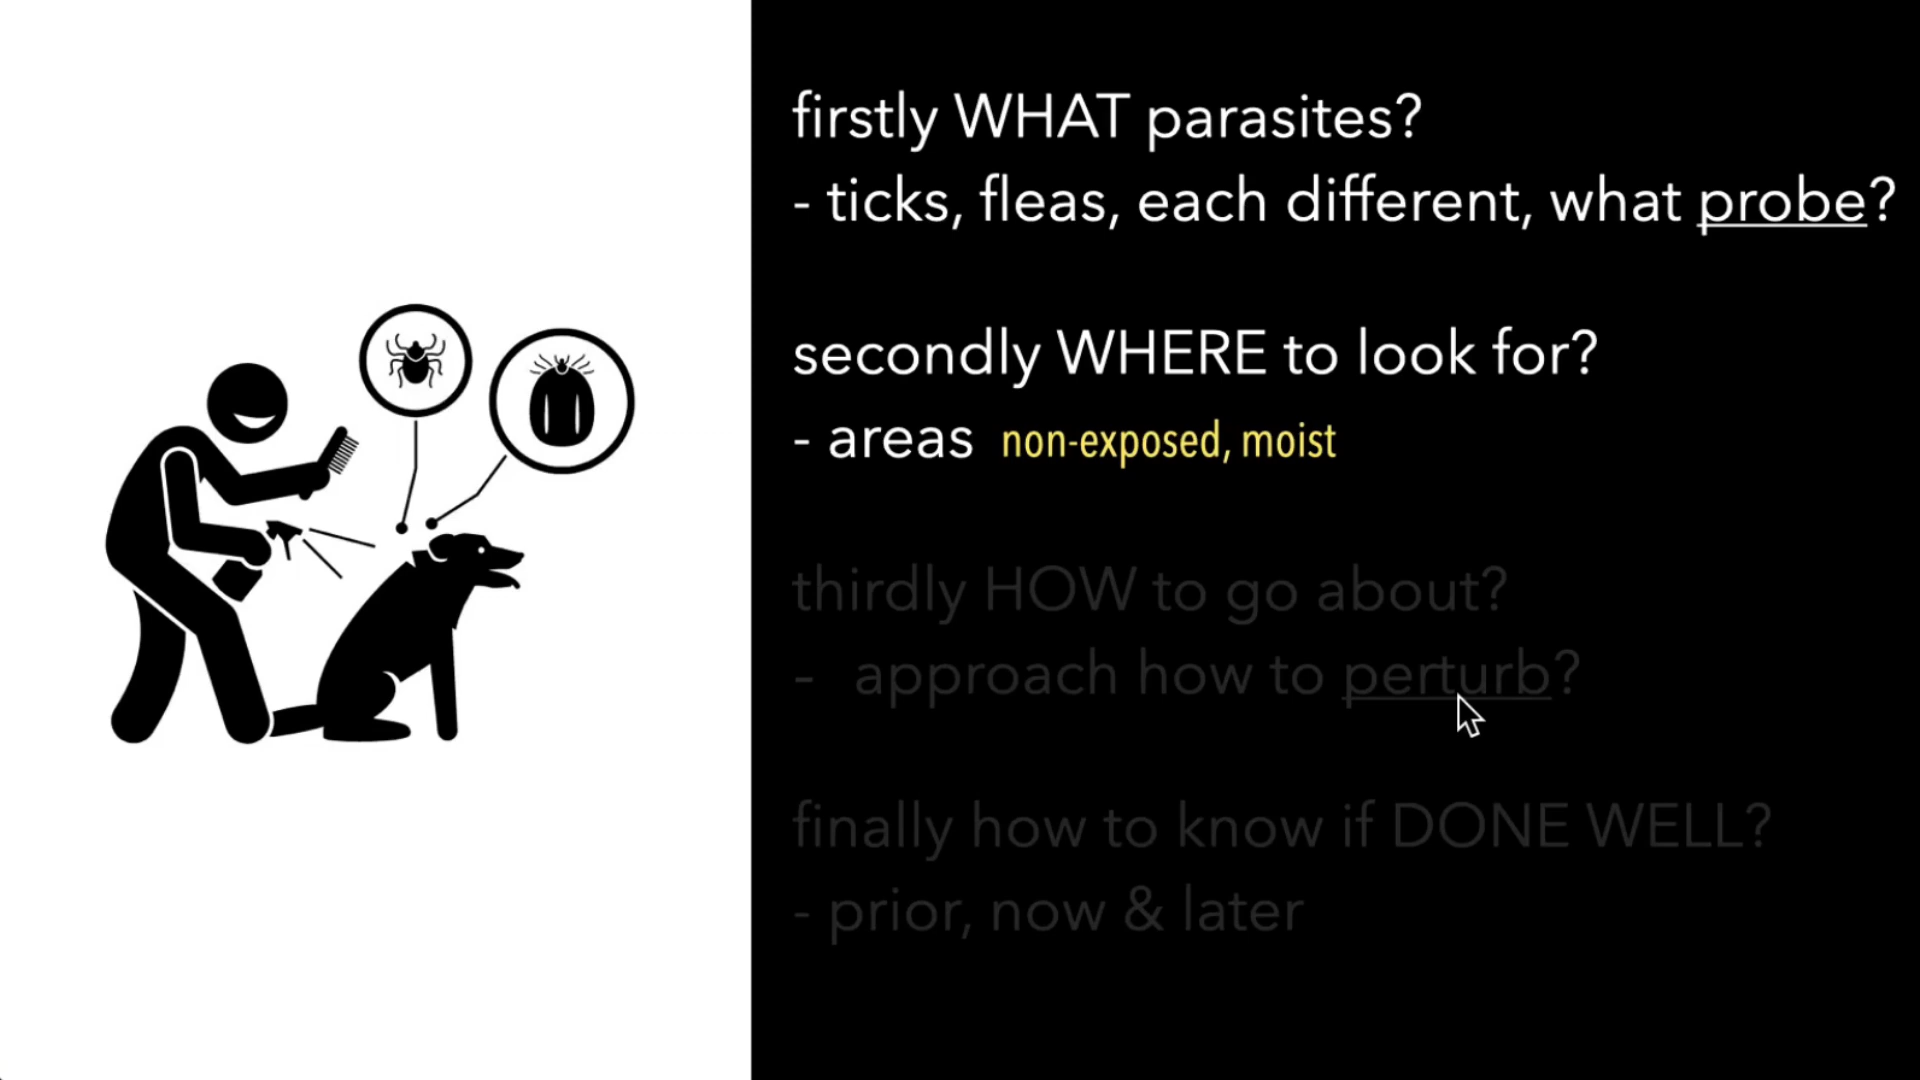 firstly WHAT parasites?
- ticks, fleas, each different, what probe?
secondly WHERE to look for?
- areas non-exposed, moist
thirdly HOW to go about?
- approach how to perturb?
finally how to know if DONE WELL?
- prior, now & later